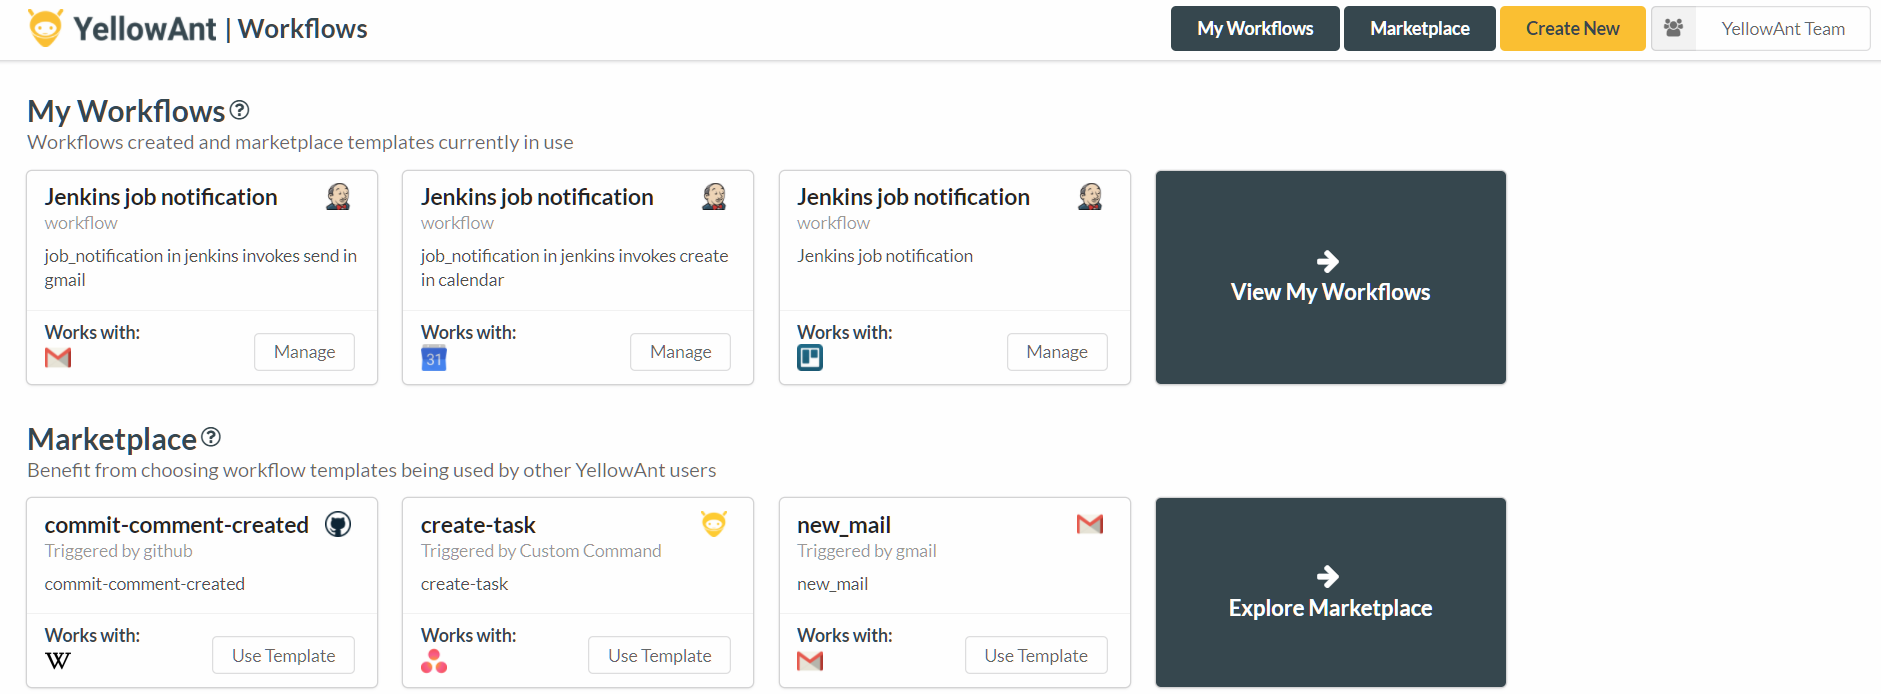 YellowAnt | Workflows
My Workflows
Marketplace
Create New
YellowAnt Team
My Workflows
Workflows created and marketplace templates currently in use
Jenkins job notification
workflow
job_notification in jenkins invokes send in
gmail
Works with:
Manage
Jenkins job notification
workflow
job_notification in jenkins invokes create
in calendar
Works with:
31
Manage
Jenkins job notification
workflow
Jenkins job notification
Works with:
Manage
View My Workflows
Marketplace
Benefit from choosing workflow templates being used by other YellowAnt users
commit-comment-created
Triggered by github
commit-comment-created
Works with:
W
Use Template
create-task
Triggered by Custom Command
create-task
Works with:
Use Template
new_mail
Triggered by gmail
new_mail
Works with:
Use Template
Explore Marketplace